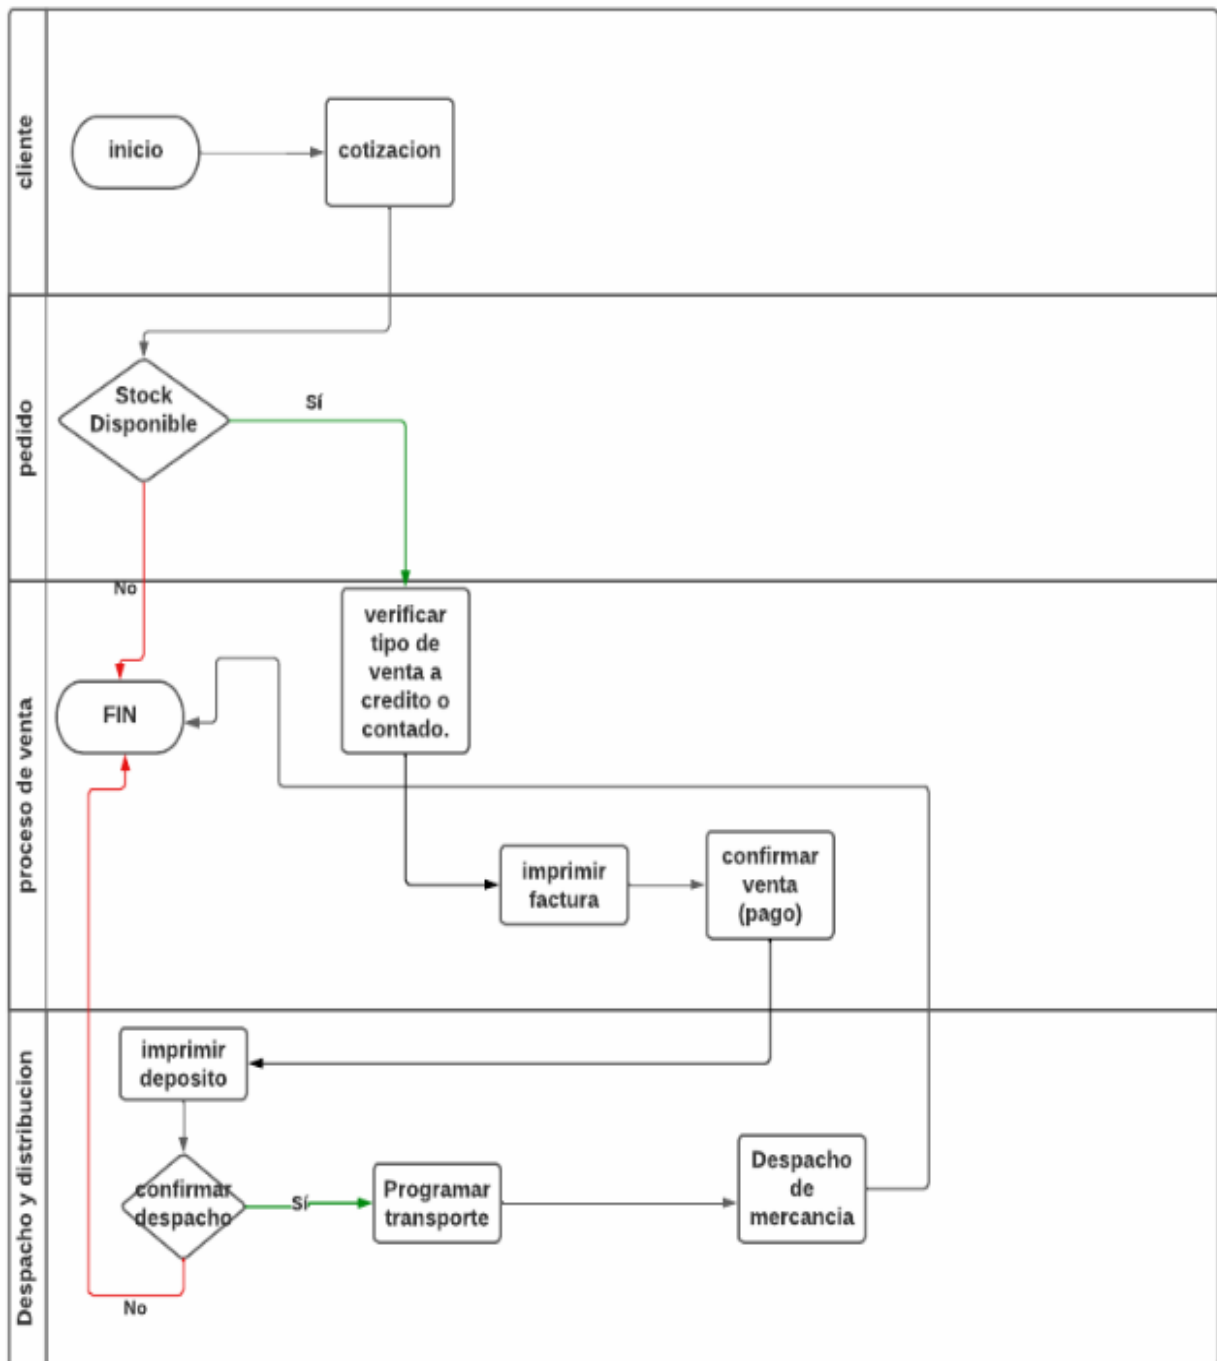 cliente
inicio
cotizacion
pedido
Stock
Disponible
Sí
No
proceso de venta
verificar
tipo de
venta a
credito o
contado.
FIN
imprimir
factura
confirmar
venta
(pago)
Despacho y distribucion
imprimir
deposito
confirmar
despacho
Sí
Programar
transporte
Despacho
de
mercancia
No